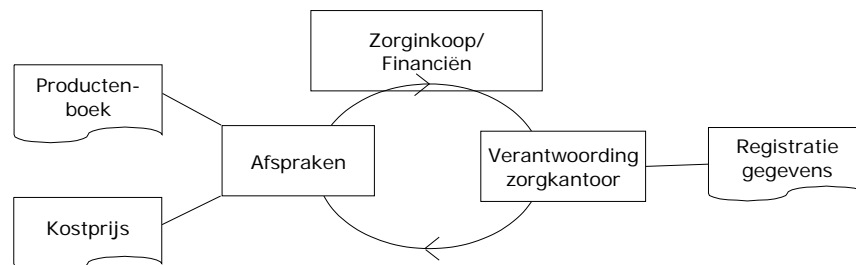 Zorginkoop/
Financiën
Producten-
boek
Afspraken
Verantwoording
zorgkantoor
Registratie
gegevens
Kostprijs